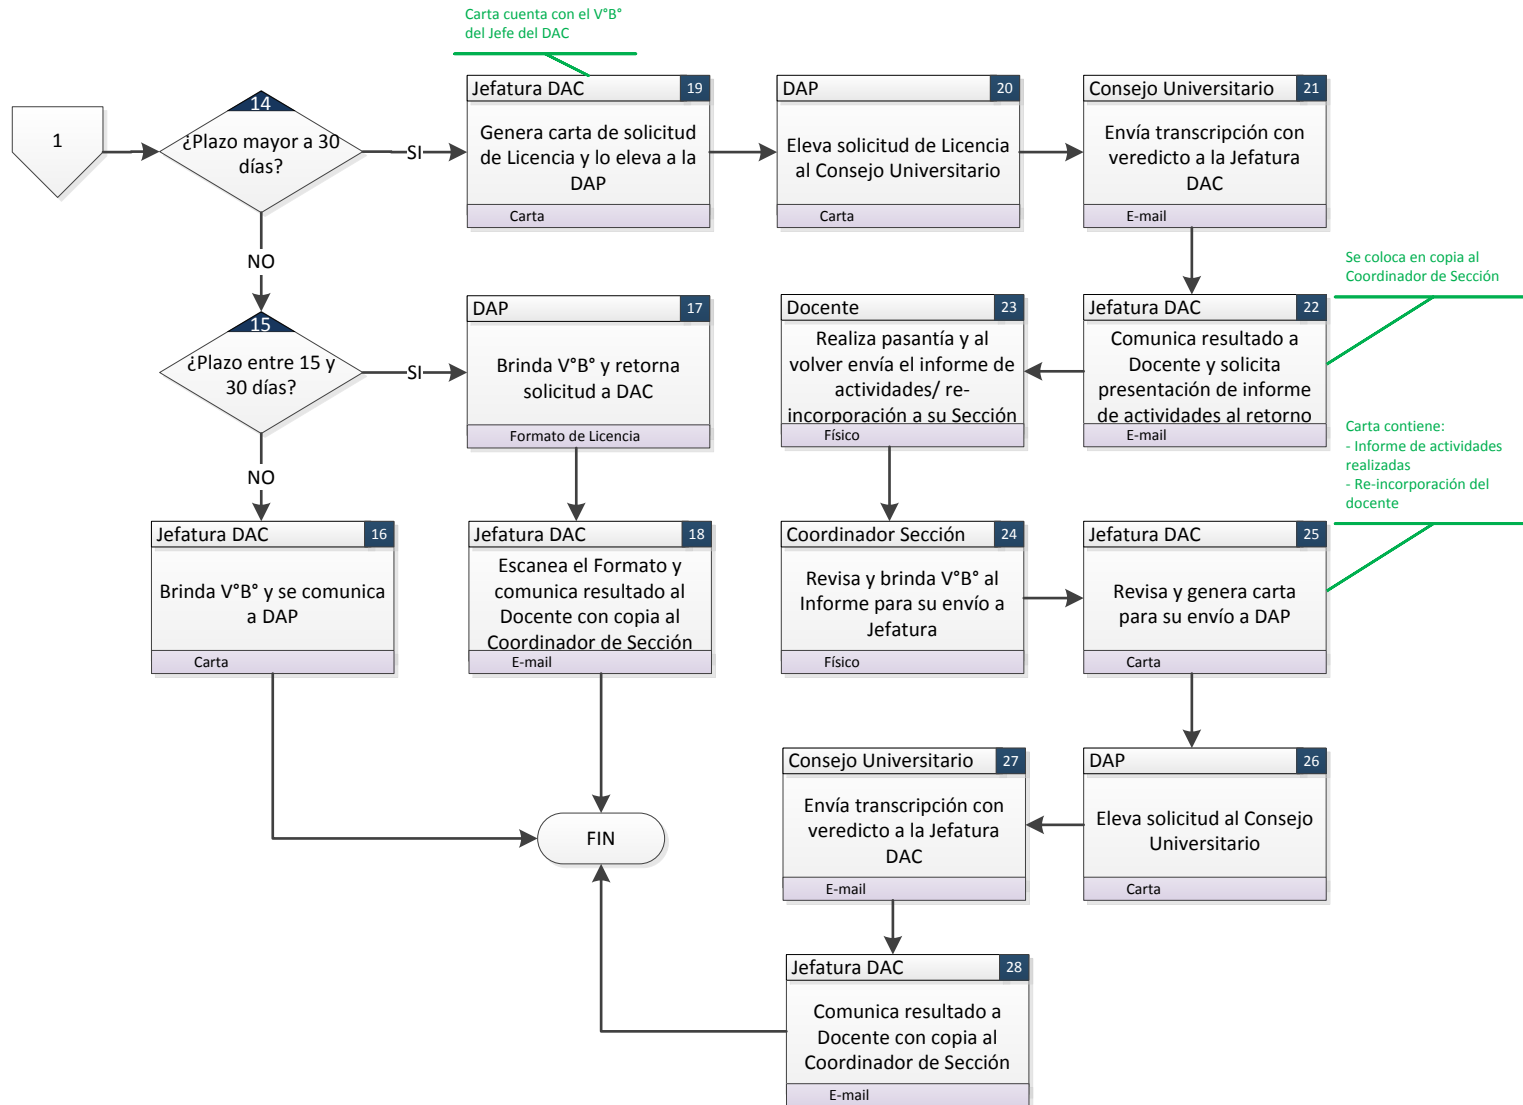 Carta cuenta con el V°B°
del Jefe del DAC
1
14
¿Plazo mayor a 30
días?
SI
Jefatura DAC
19
Genera carta de solicitud
de Licencia y lo eleva a la
DAP
Carta
DAP
20
Eleva solicitud de Licencia
al Consejo Universitario
Carta
Consejo Universitario
21
Envía transcripción con
veredicto a la Jefatura
DAC
E-mail
NO
15
¿Plazo entre 15 y
30 días?
SI
DAP
17
Brinda V°B° y retorna
solicitud a DAC
Formato de Licencia
Docente
23
Realiza pasantía y al
volver envía el informe de
actividades/ re-
incorporación a su Sección
Físico
Jefatura DAC
22
Comunica resultado a
Docente y solicita
presentación de informe
de actividades al retorno
E-mail
Se coloca en copia al
Coordinador de Sección
NO
Jefatura DAC
16
Brinda V°B° y se comunica
a DAP
Carta
Jefatura DAC
18
Escanea el Formato y
comunica resultado al
Docente con copia al
Coordinador de Sección
E-mail
Coordinador Sección
24
Revisa y brinda V°B° al
Informe para su envío a
Jefatura
Físico
Jefatura DAC
25
Revisa y genera carta
para su envío a DAP
Carta
Carta contiene:
- Informe de actividades
realizadas
- Re-incorporación del
docente
FIN
Consejo Universitario
27
Envía transcripción con
veredicto a la Jefatura
DAC
E-mail
DAP
26
Eleva solicitud al Consejo
Universitario
Carta
Jefatura DAC
28
Comunica resultado a
Docente con copia al
Coordinador de Sección
E-mail